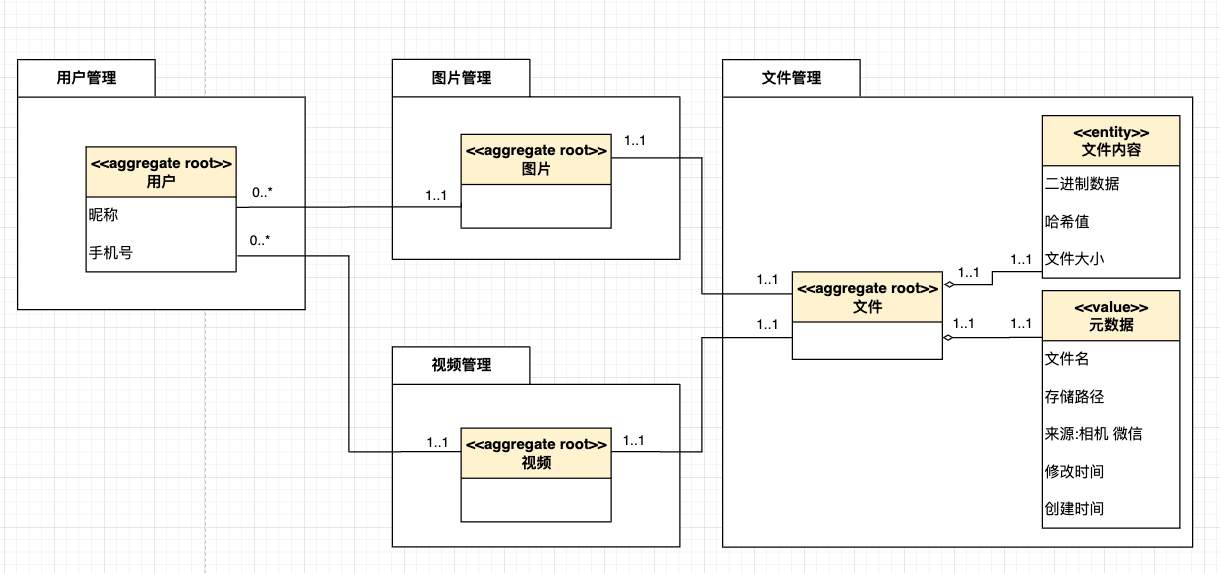 用户管理
<<aggregate root>>
用户
昵称
手机号
0..*
0..*
图片管理
<<aggregate root>>
图片
1..1
1..1
视频管理
<<aggregate root>>
视频
1..1
1..1
文件管理
<<aggregate root>>
文件
1..1
1..1
1..1
1..1
1..1
1..1
<<entity>>
文件内容
二进制数据
哈希值
文件大小
<<value>>
元数据
文件名
存储路径
来源:相机 微信
修改时间
创建时间